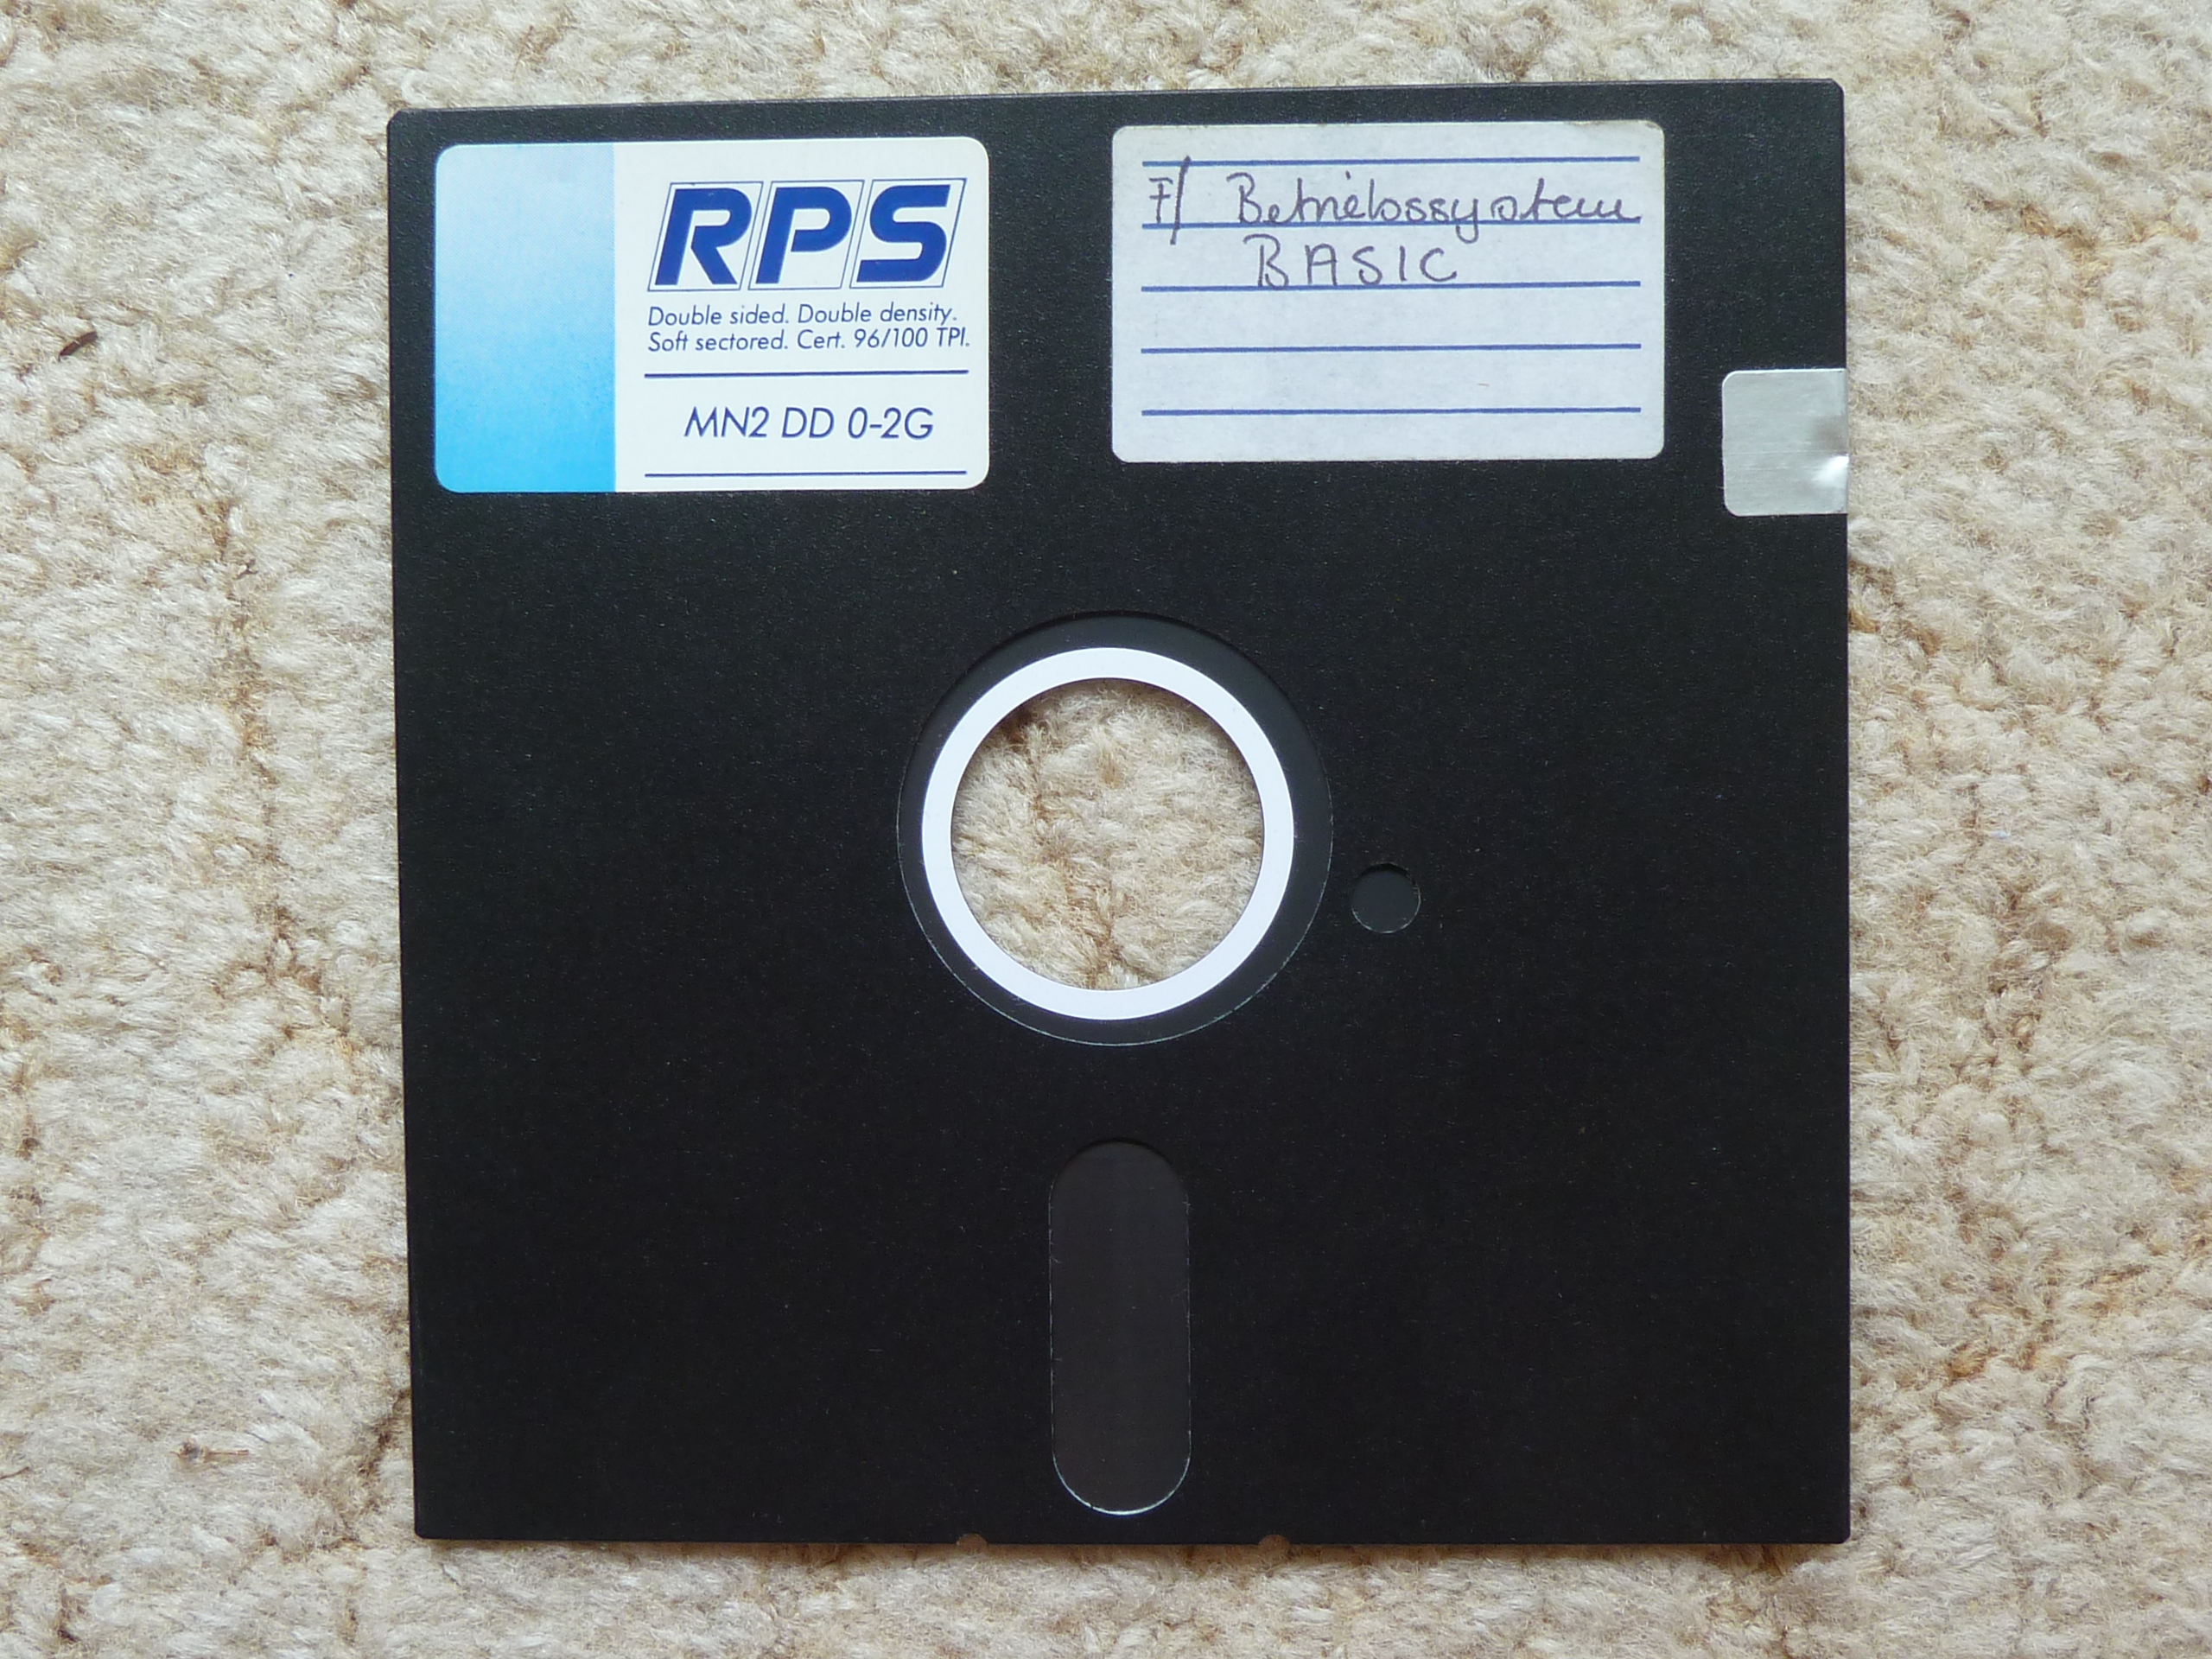 RPS
Double sided. Double density.
Soft sectored. Cert. 96/100 TPI.
MN2 DD 0-2G
F/ Betriebssystem
BASIC